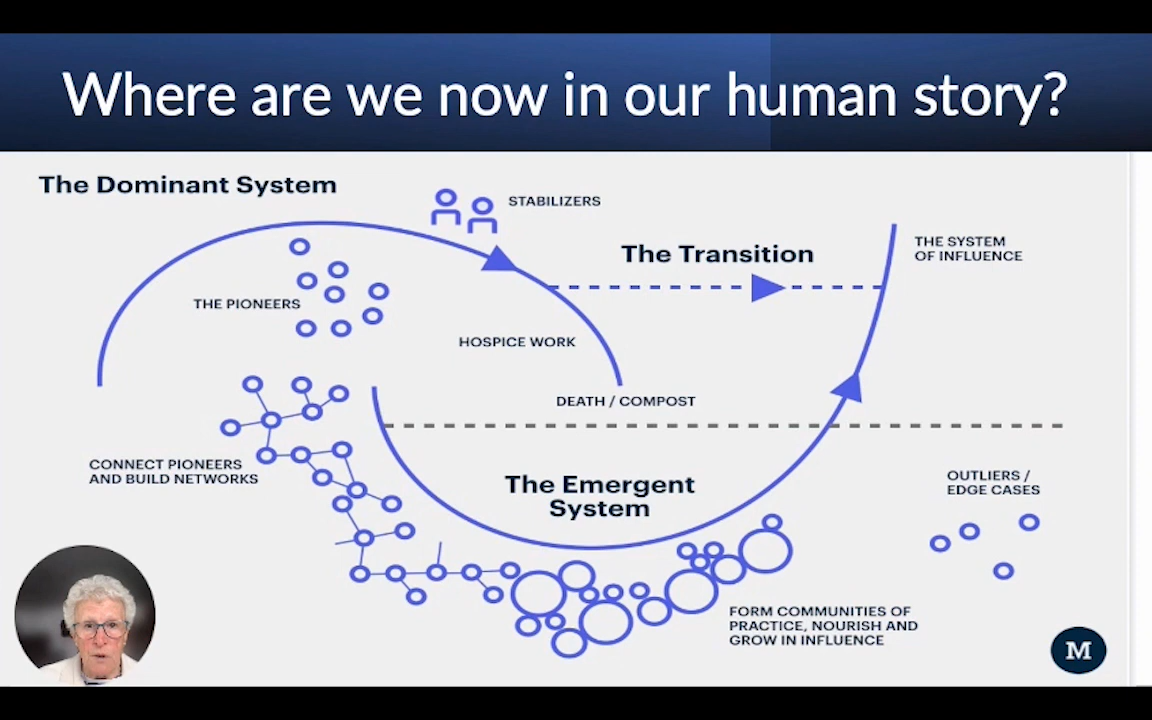 Where are we now in our human story?
The Dominant System
STABILIZERS
The Transition
THE SYSTEM
OF INFLUENCE
THE PIONEERS
HOSPICE WORK
DEATH / COMPOST
CONNECT PIONEERS
AND BUILD NETWORKS
The Emergent
System
OUTLIERS /
EDGE CASES
FORM COMMUNITIES OF
PRACTICE, NOURISH AND
GROW IN INFLUENCE
M